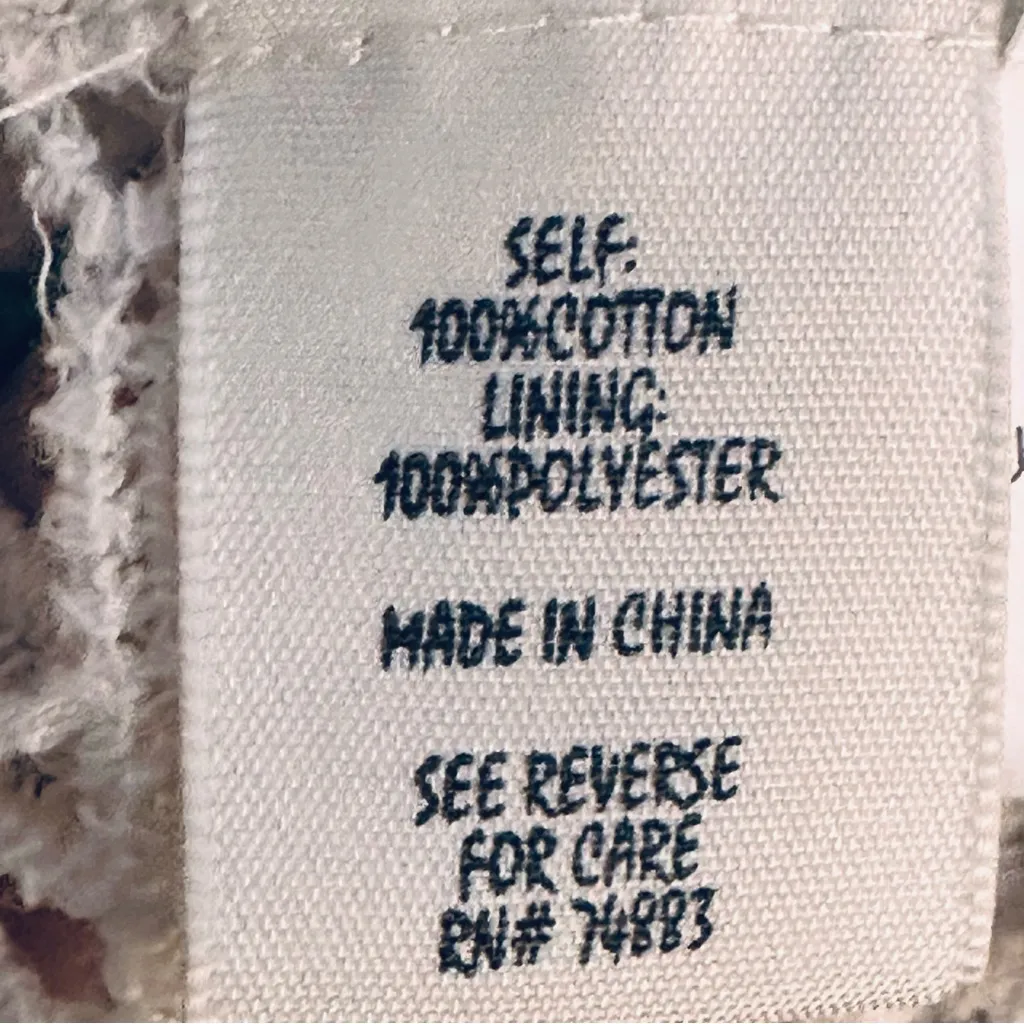 SELF:
100%COTTON
LINING:
100%POLYESTER
MADE IN CHINA
SEE REVERSE
FOR CARE
RN# 74883